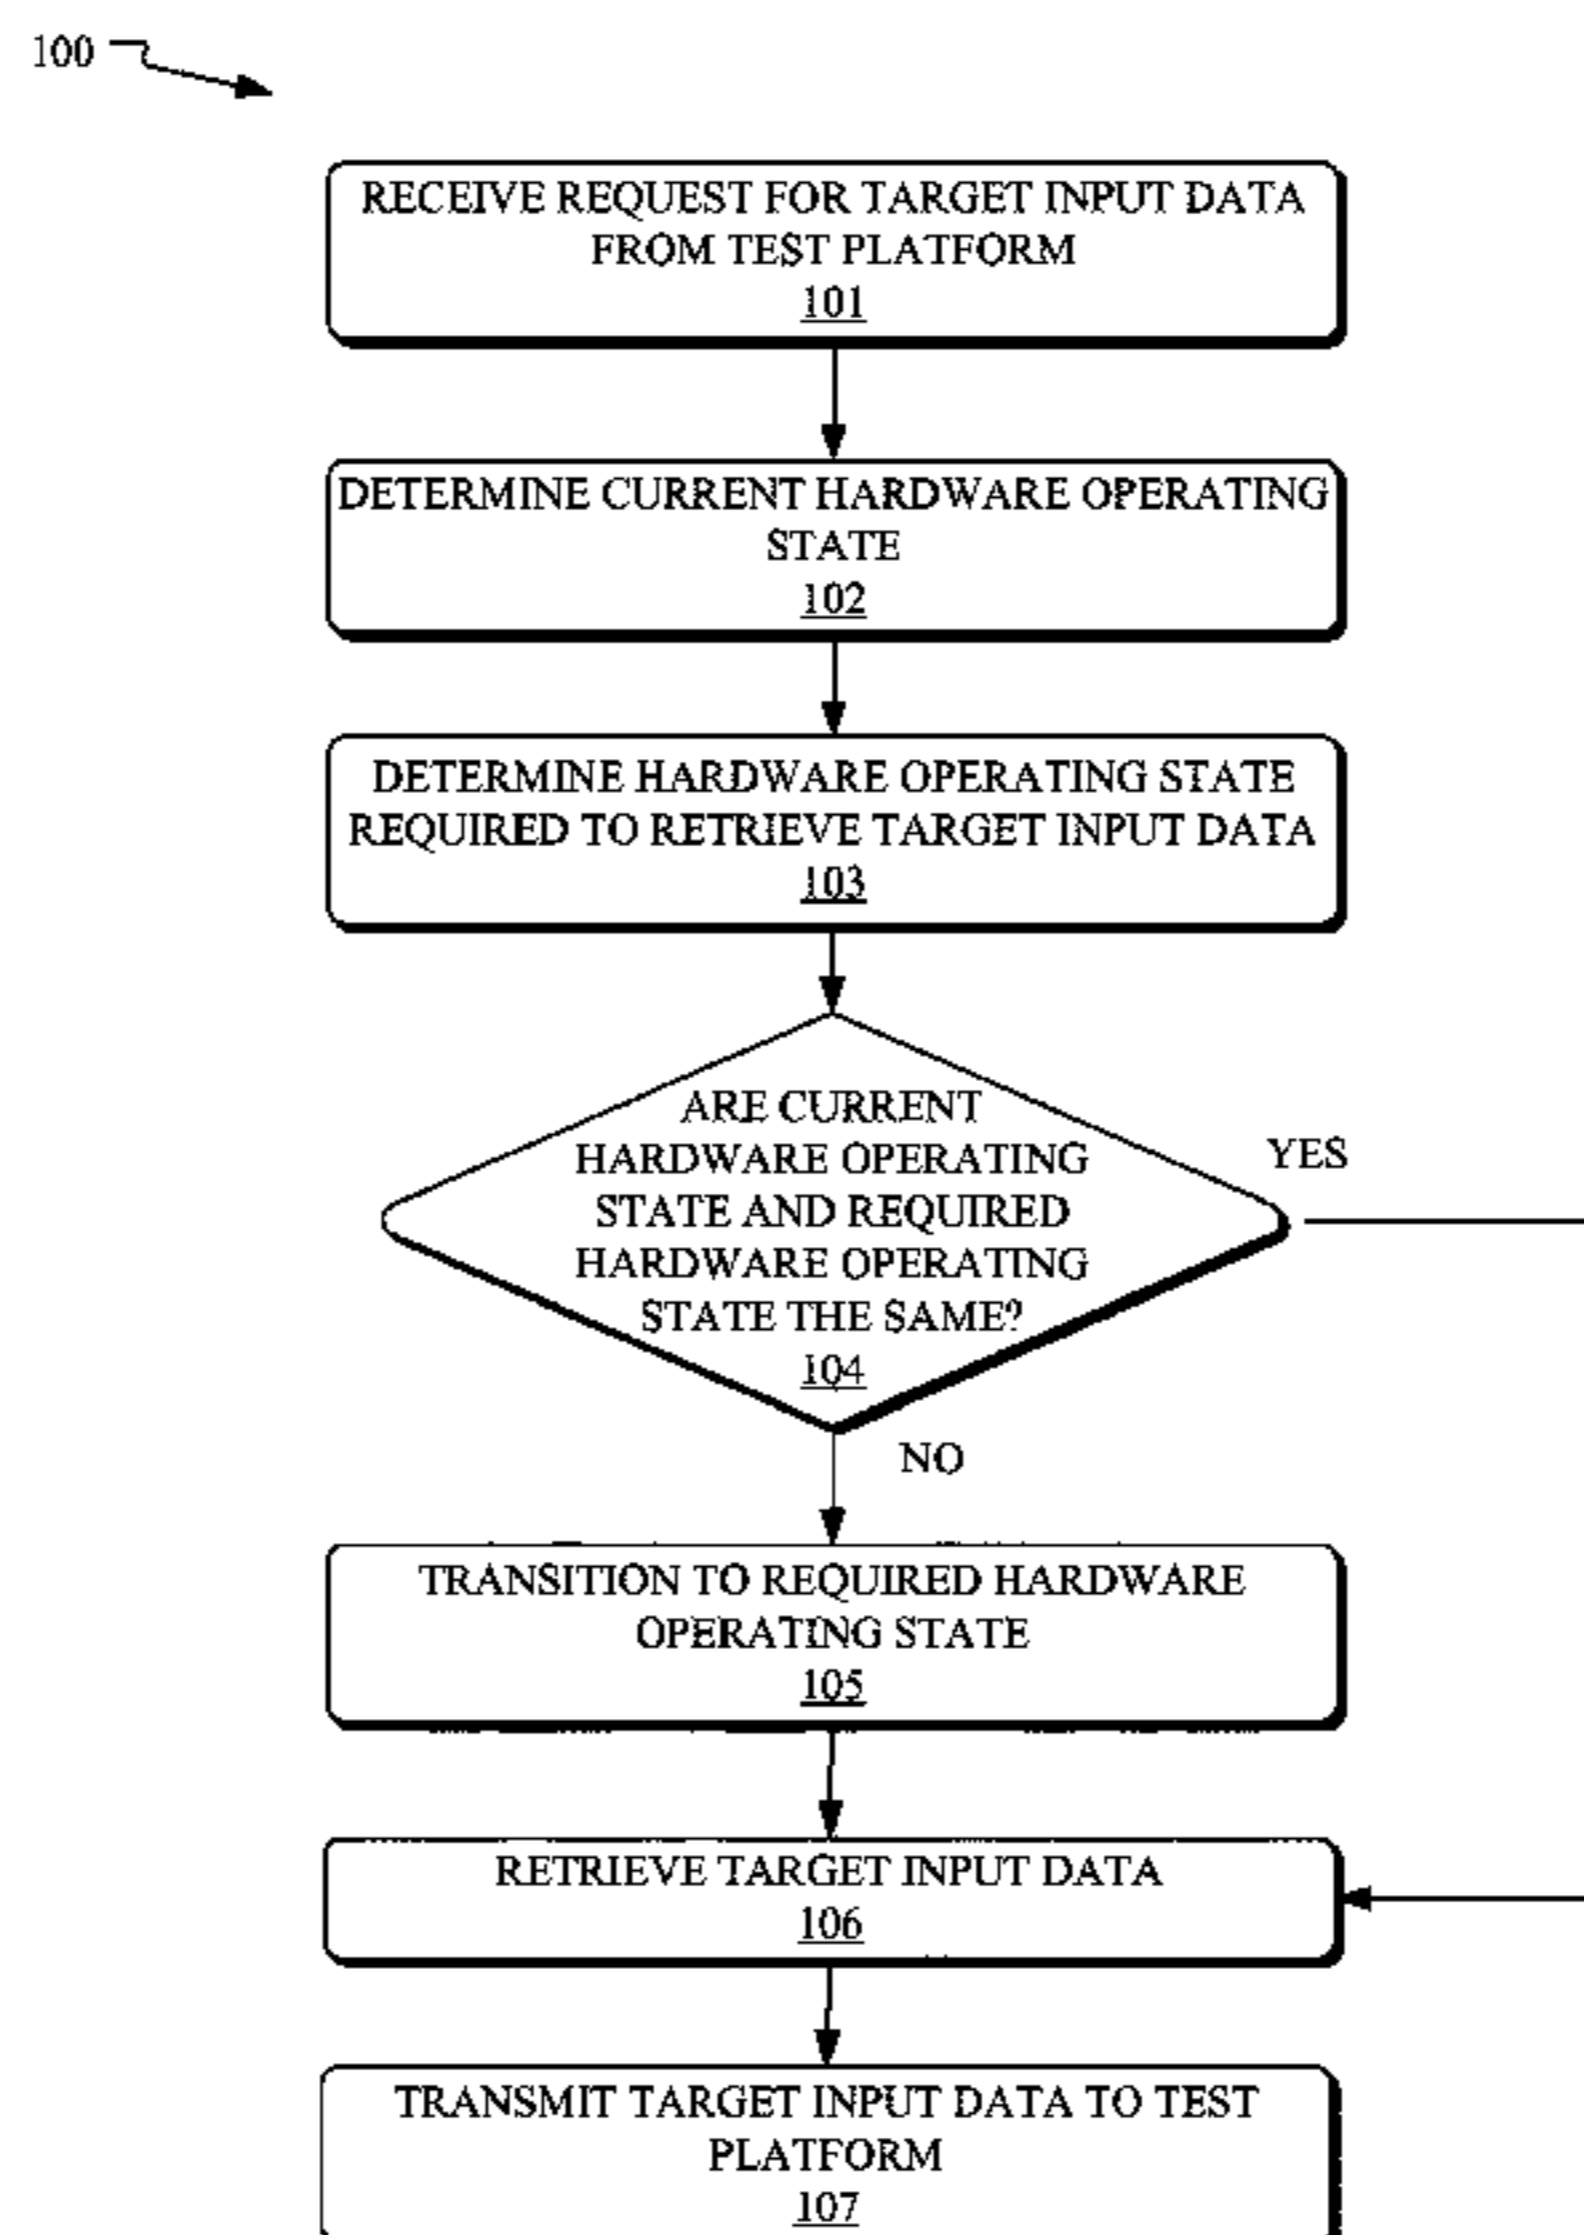 100
RECEIVE REQUEST FOR TARGET INPUT DATA
FROM TEST PLATFORM
101
DETERMINE CURRENT HARDWARE OPERATING
STATE
102
DETERMINE HARDWARE OPERATING STATE
REQUIRED TO RETRIEVE TARGET INPUT DATA
103
ARE CURRENT
HARDWARE OPERATING
STATE AND REQUIRED
HARDWARE OPERATING
STATE THE SAME?
104
YES
NO
TRANSITION TO REQUIRED HARDWARE
OPERATING STATE
105
RETRIEVE TARGET INPUT DATA
106
TRANSMIT TARGET INPUT DATA TO TEST
PLATFORM
107